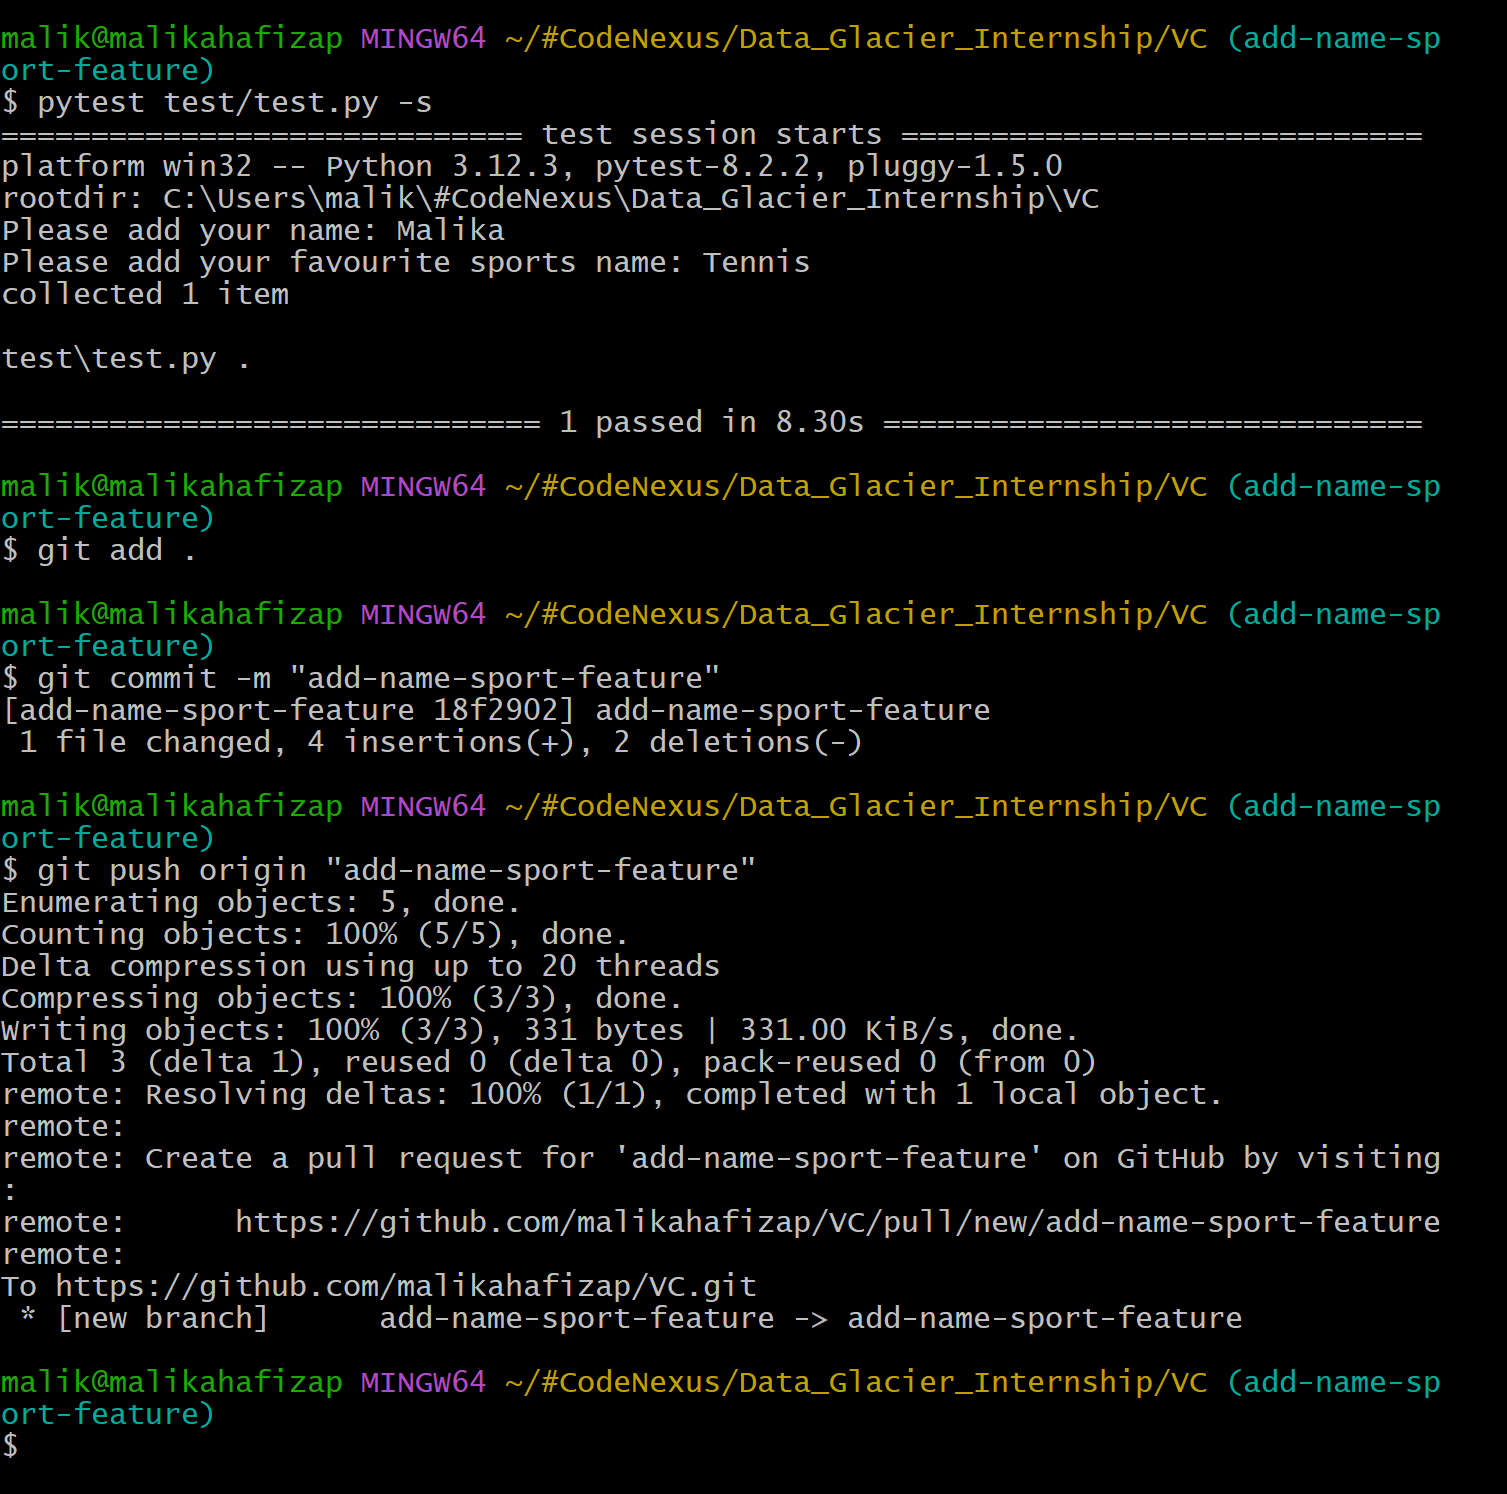 malik@malikahafizap MINGW64 ~/#CodeNexus/Data_Glacier_Internship/VC (add-name-sp
ort-feature)
$ pytest test/test.py -s
============================= test session starts =============================
platform win32 -- Python 3.12.3, pytest-8.2.2, pluggy-1.5.0
rootdir: C:\Users\malik\#CodeNexus\Data_Glacier_Internship\VC
Please add your name: Malika
Please add your favourite sports name: Tennis
collected 1 item
test\test.py .
============================== 1 passed in 8.30s ==============================
malik@malikahafizap MINGW64 ~/#CodeNexus/Data_Glacier_Internship/VC (add-name-sp
ort-feature)
$ git add .
malik@malikahafizap MINGW64 ~/#CodeNexus/Data_Glacier_Internship/VC (add-name-sp
ort-feature)
$ git commit -m "add-name-sport-feature"
[add-name-sport-feature 18f2902] add-name-sport-feature
 1 file changed, 4 insertions(+), 2 deletions(-)
malik@malikahafizap MINGW64 ~/#CodeNexus/Data_Glacier_Internship/VC (add-name-sp
ort-feature)
$ git push origin "add-name-sport-feature"
Enumerating objects: 5, done.
Counting objects: 100% (5/5), done.
Delta compression using up to 20 threads
Compressing objects: 100% (3/3), done.
Writing objects: 100% (3/3), 331 bytes | 331.00 KiB/s, done.
Total 3 (delta 1), reused 0 (delta 0), pack-reused 0 (from 0)
remote: Resolving deltas: 100% (1/1), completed with 1 local object.
remote:
remote: Create a pull request for 'add-name-sport-feature' on GitHub by visiting
:
remote:      https://github.com/malikahafizap/VC/pull/new/add-name-sport-feature
remote:
To https://github.com/malikahafizap/VC.git
 * [new branch]      add-name-sport-feature -> add-name-sport-feature
malik@malikahafizap MINGW64 ~/#CodeNexus/Data_Glacier_Internship/VC (add-name-sp
ort-feature)
$